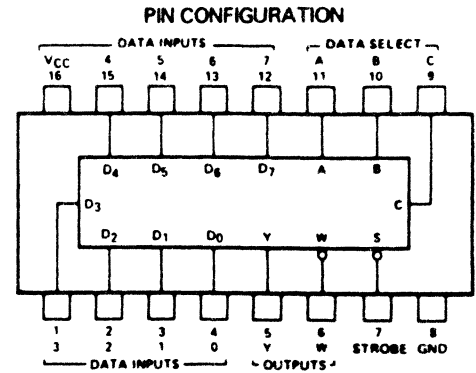 PIN CONFIGURATION
DATA INPUTS DATA SELECT
VCC 4 5 6 7 A B C
16 15 14 13 12 11 10 9
D4 D5 D6 D7 A B
D3 C
D2 D1 D0 Y W S
1 2 3 4 5 6 7 8
3 2 1 0 Y W STROBE GND
DATA INPUTS OUTPUTS